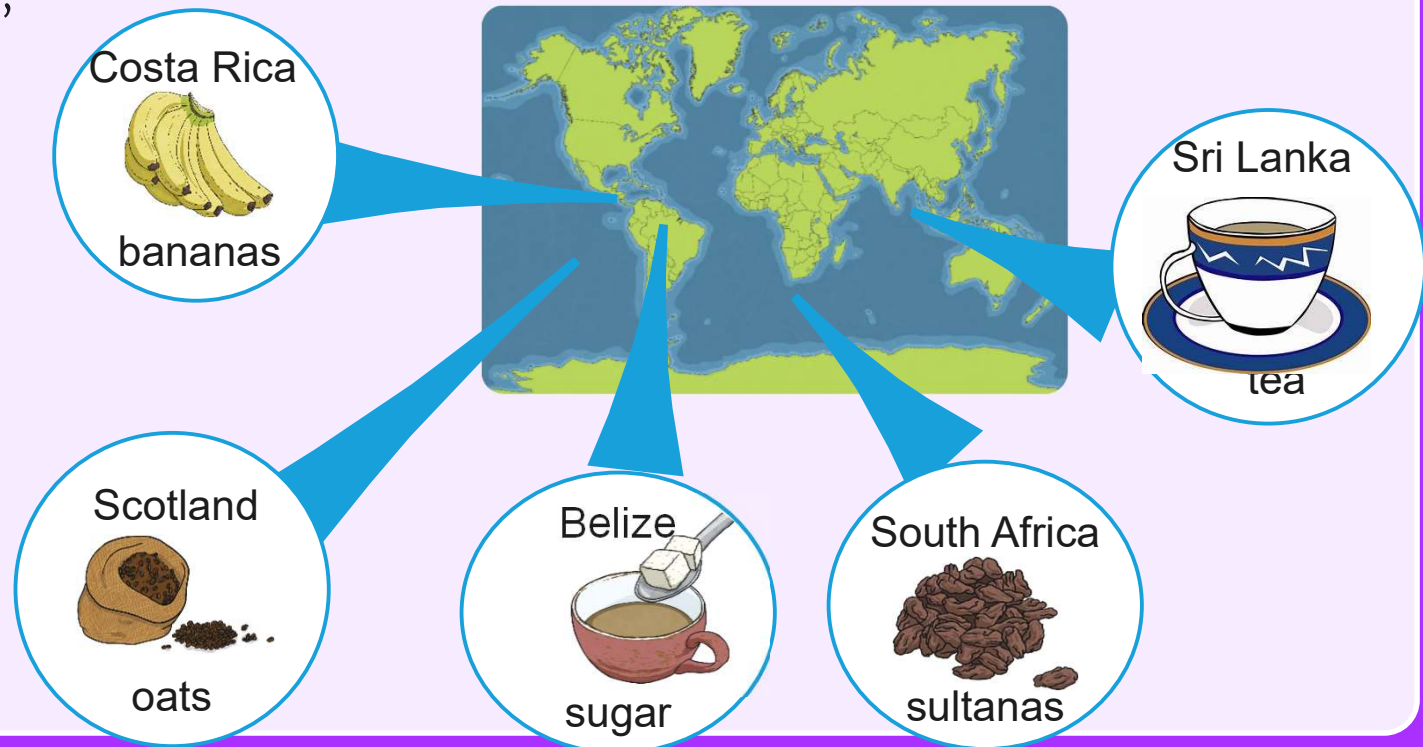 ,
Costa Rica
bananas
Sri Lanka
tea
Scotland
oats
Belize
sugar
South Africa
sultanas